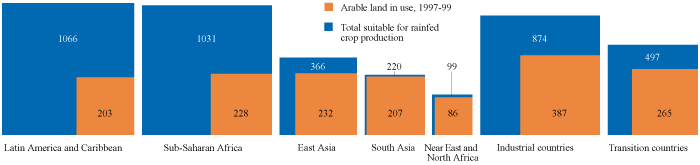 Arable land in use, 1997-99
Total suitable for rainfed
crop production
1066
203
Latin America and Caribbean
1031
228
Sub-Saharan Africa
366
232
East Asia
220
207
South Asia
99
86
Near East and
North Africa
874
387
Industrial countries
497
265
Transition countries